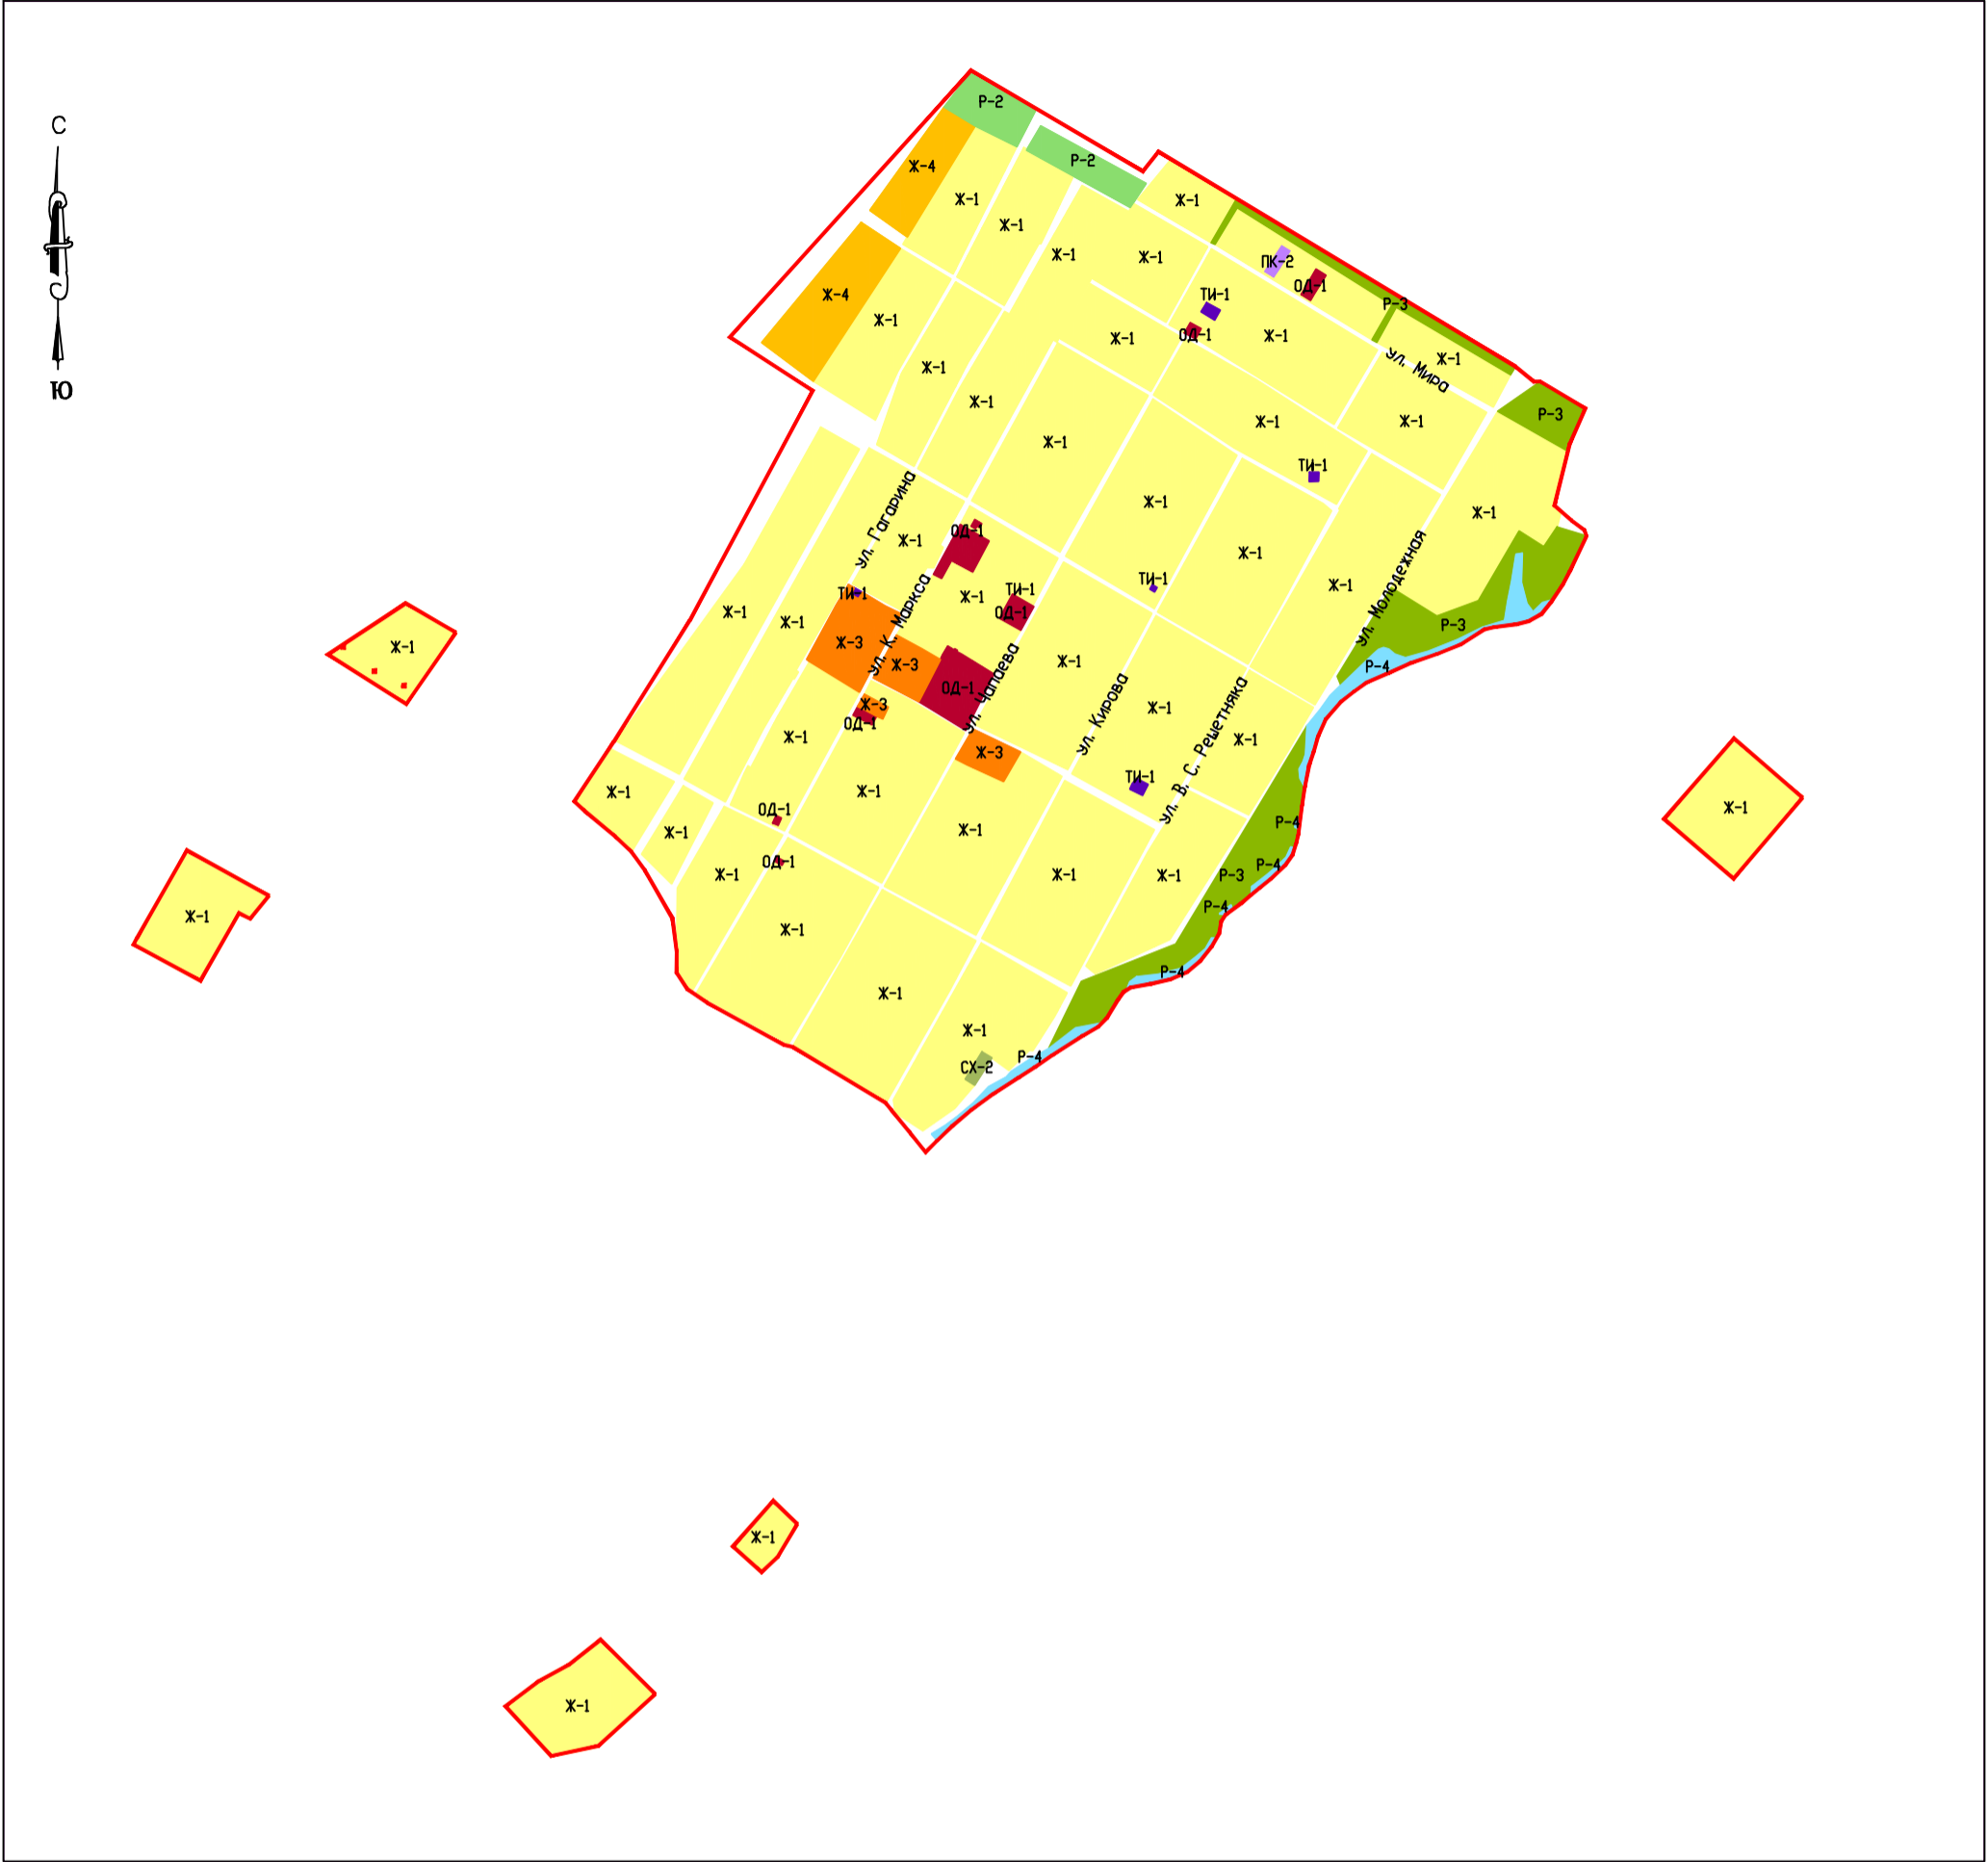 С
Р-2
Р-2
Ж-4
Ж-1
Ж-1
Ж-1
Ж-1
Ж-1
ПК-2
ОД-1
Ж-4
ТИ-1
Р-3
Ж-1
ОД-1
Ж-1
Ж-1
ул. Мира
Ж-1
Ю
Ж-1
Ж-1
Ж-1
Ж-1
Р-3
Ж-1
ТИ-1
Ж-1
Ж-1
ул. Гагарина
ОД-1
Ж-1
Ж-1
ТИ-1
Ж-1
ул. Молодежная
ТИ-1
ТИ-1
Ж-1
Ж-1
ОД-1
Ж-1
Ж-1
ул. К. Маркса
Р-3
Ж-3
Ж-1
Ж-3
Ж-1
Р-4
ОД-1
ул. Чапаева
Ж-3
ОД-1
ул. Кирова
Ж-1
ул. В. С. Решетняка
Ж-1
Ж-1
Ж-3
ТИ-1
Ж-1
Ж-1
Ж-1
ОД-1
Р-4
Ж-1
Ж-1
ОД-1
Р-4
Ж-1
Ж-1
Ж-1
Р-3
Р-4
Ж-1
Ж-1
Ж-1
Р-4
Ж-1
Ж-1
Р-4
СХ-2
Ж-1
Ж-1